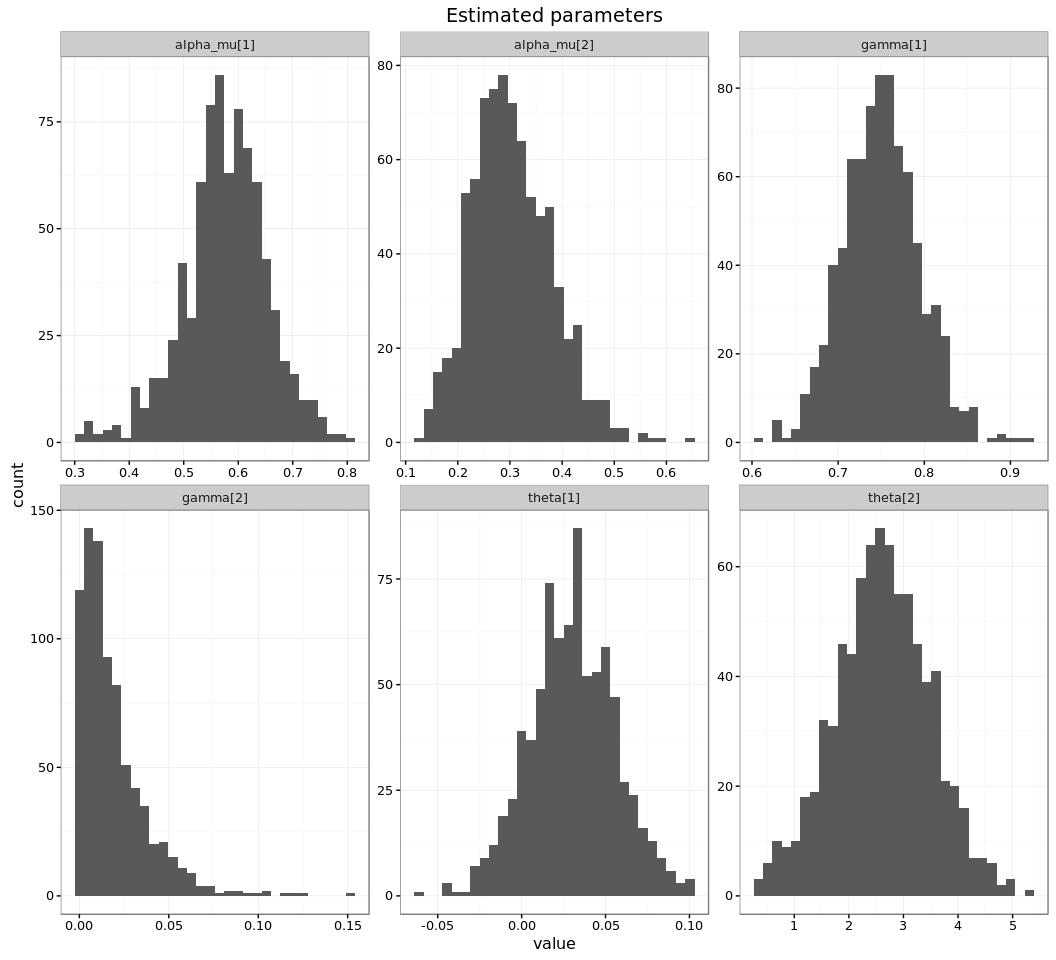 Estimated parameters
alpha_mu[1]
alpha_mu[2]
gamma[1]
75
50
25
0
80
60
40
20
0
80
60
40
20
0
0.3 0.4 0.5 0.6 0.7 0.8
0.1 0.2 0.3 0.4 0.5 0.6
0.6 0.7 0.8 0.9
count
gamma[2]
theta[1]
theta[2]
150
100
50
0
75
50
25
0
60
40
20
0
0.00 0.05 0.10 0.15
-0.05 0.00 0.05 0.10
1 2 3 4 5
value